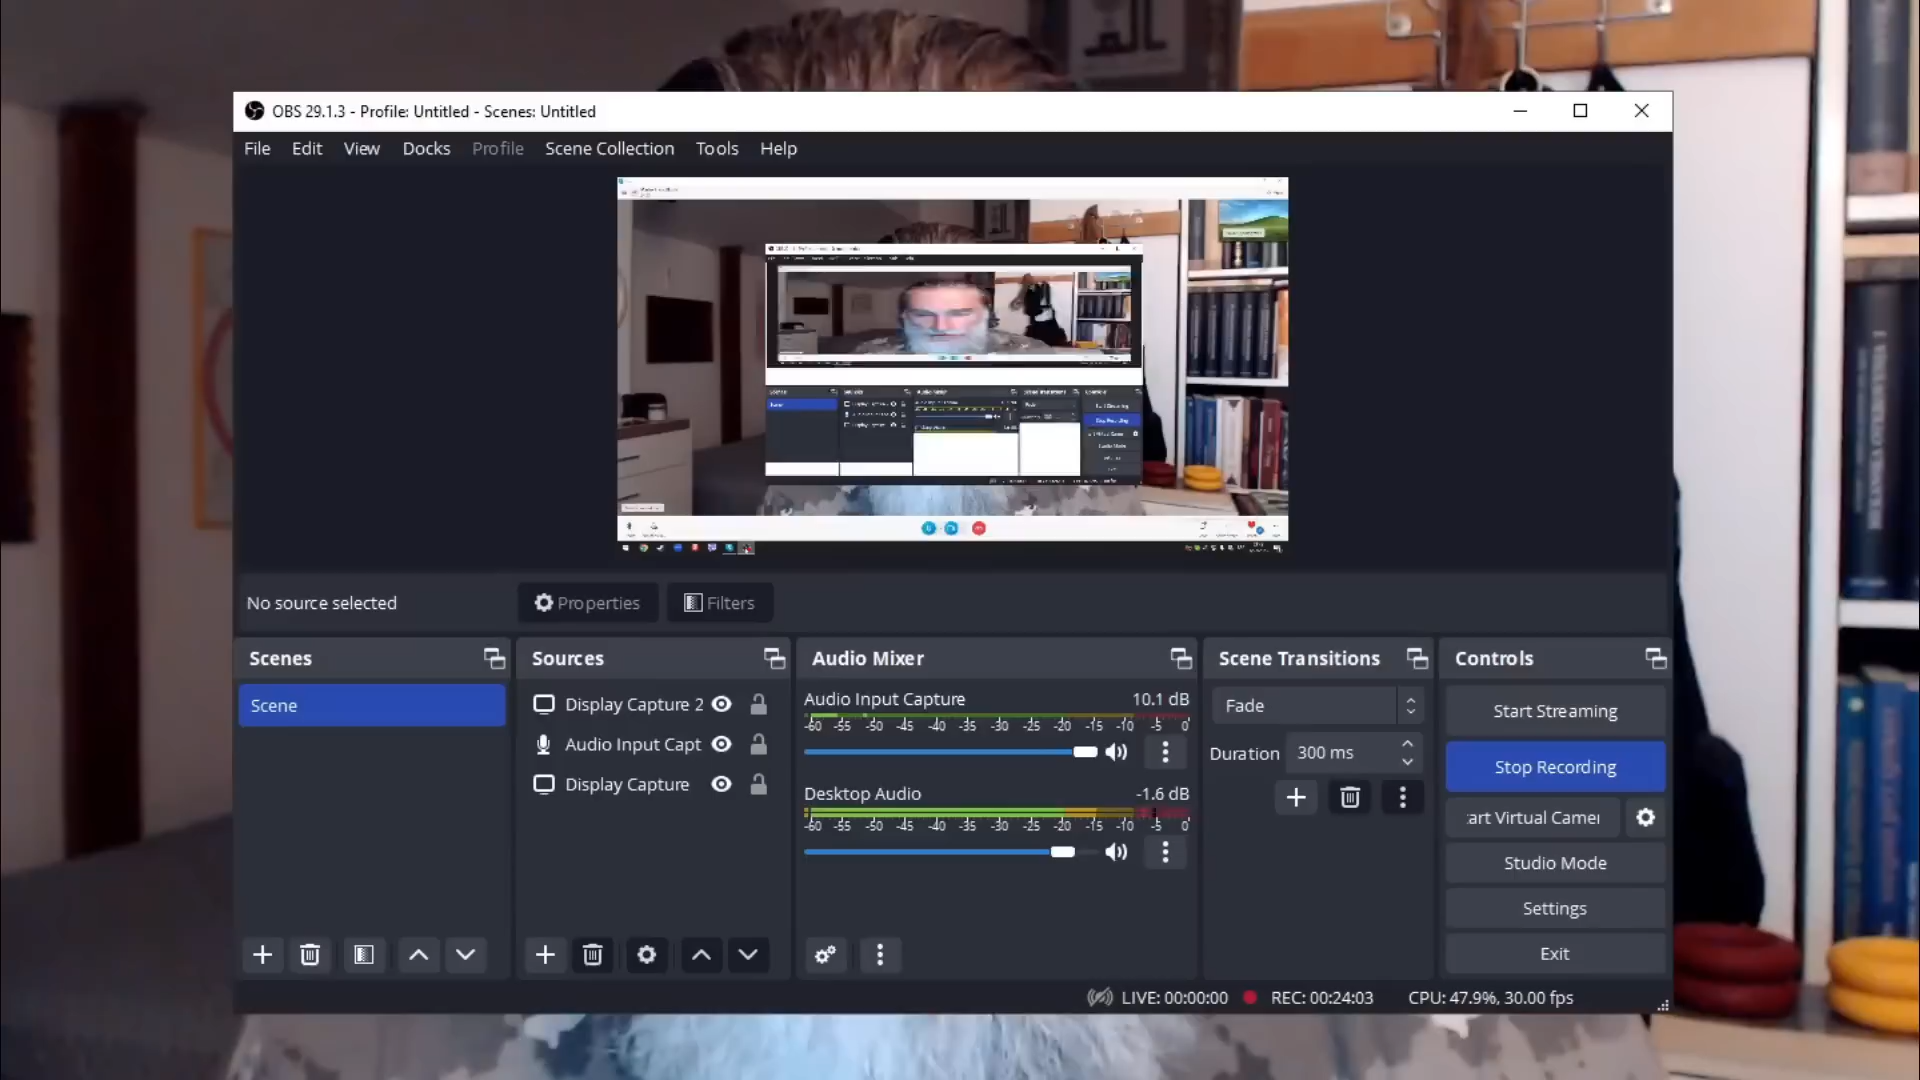 OBS 29.1.3 - Profile: Untitled - Scenes: Untitled
File Edit View Docks Profile Scene Collection Tools Help
No source selected Properties Filters
Scenes
Scene
Sources
Display Capture 2
Audio Input Capt
Display Capture
Audio Mixer
Audio Input Capture 10.1 dB
-60 -55 -50 -45 -40 -35 -30 -25 -20 -15 -10 -5 0
Desktop Audio -1.6 dB
-60 -55 -50 -45 -40 -35 -30 -25 -20 -15 -10 -5 0
Scene Transitions
Fade
Duration 300 ms
Controls
Start Streaming
Stop Recording
art Virtual Camer
Studio Mode
Settings
Exit
LIVE: 00:00:00 REC: 00:24:03 CPU: 47.9%, 30.00 fps